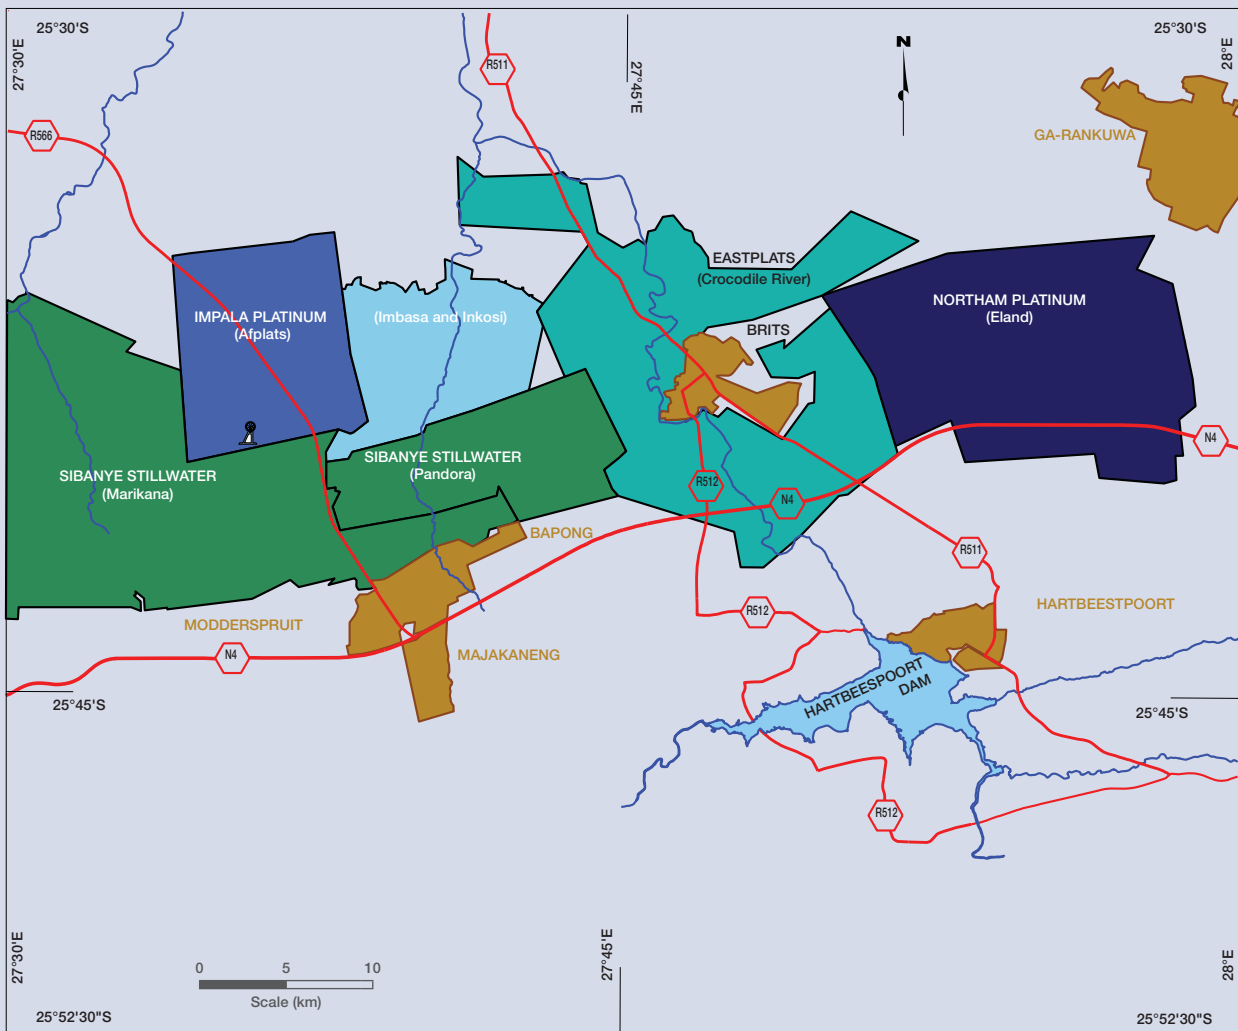 25°30'S
25°30'S
27°30'E
27°45'E
28°E
N
R511
R566
GA-RANKUWA
EASTPLATS
(Crocodile River)
NORTHAM PLATINUM
(Eland)
IMPALA PLATINUM
(Afplats)
(Imbasa and Inkosi)
BRITS
N4
SIBANYE STILLWATER
(Pandora)
SIBANYE STILLWATER
(Marikana)
R512
N4
BAPONG
R511
HARTBEESTPOORT
R512
MODDERSPRUIT
N4
MAJAKANENG
HARTBEESPOORT
DAM
25°45'S
25°45'S
R512
27°30'E
27°45'E
28°E
0 5 10
Scale (km)
25°52'30"S
25°52'30"S